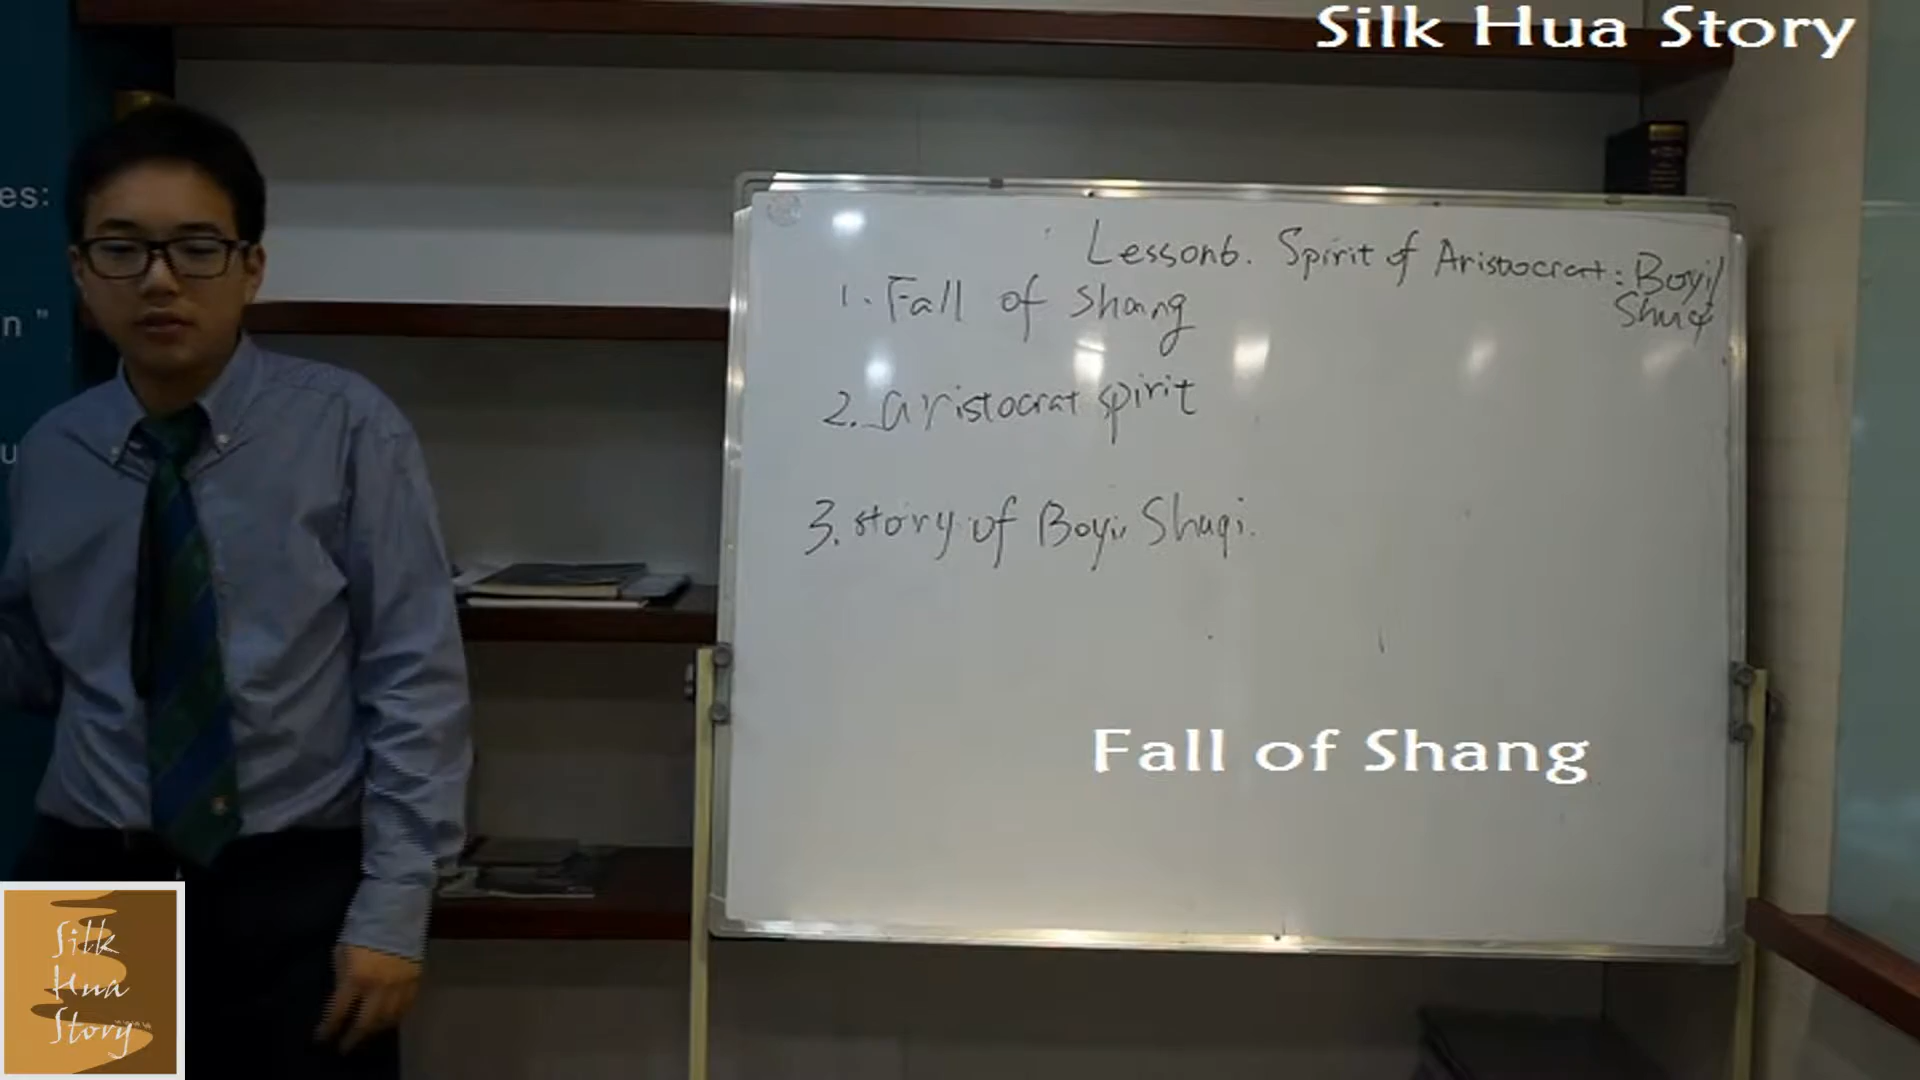 Silk Hua Story
es:
n "
u
Lesson6. Spirit of Aristocrat: Boyi/
Shuq
1. Fall of Shang
2. aristocrat spirit
3. story of Boyi Shuqi.
Fall of Shang
Silk
Hua
Story